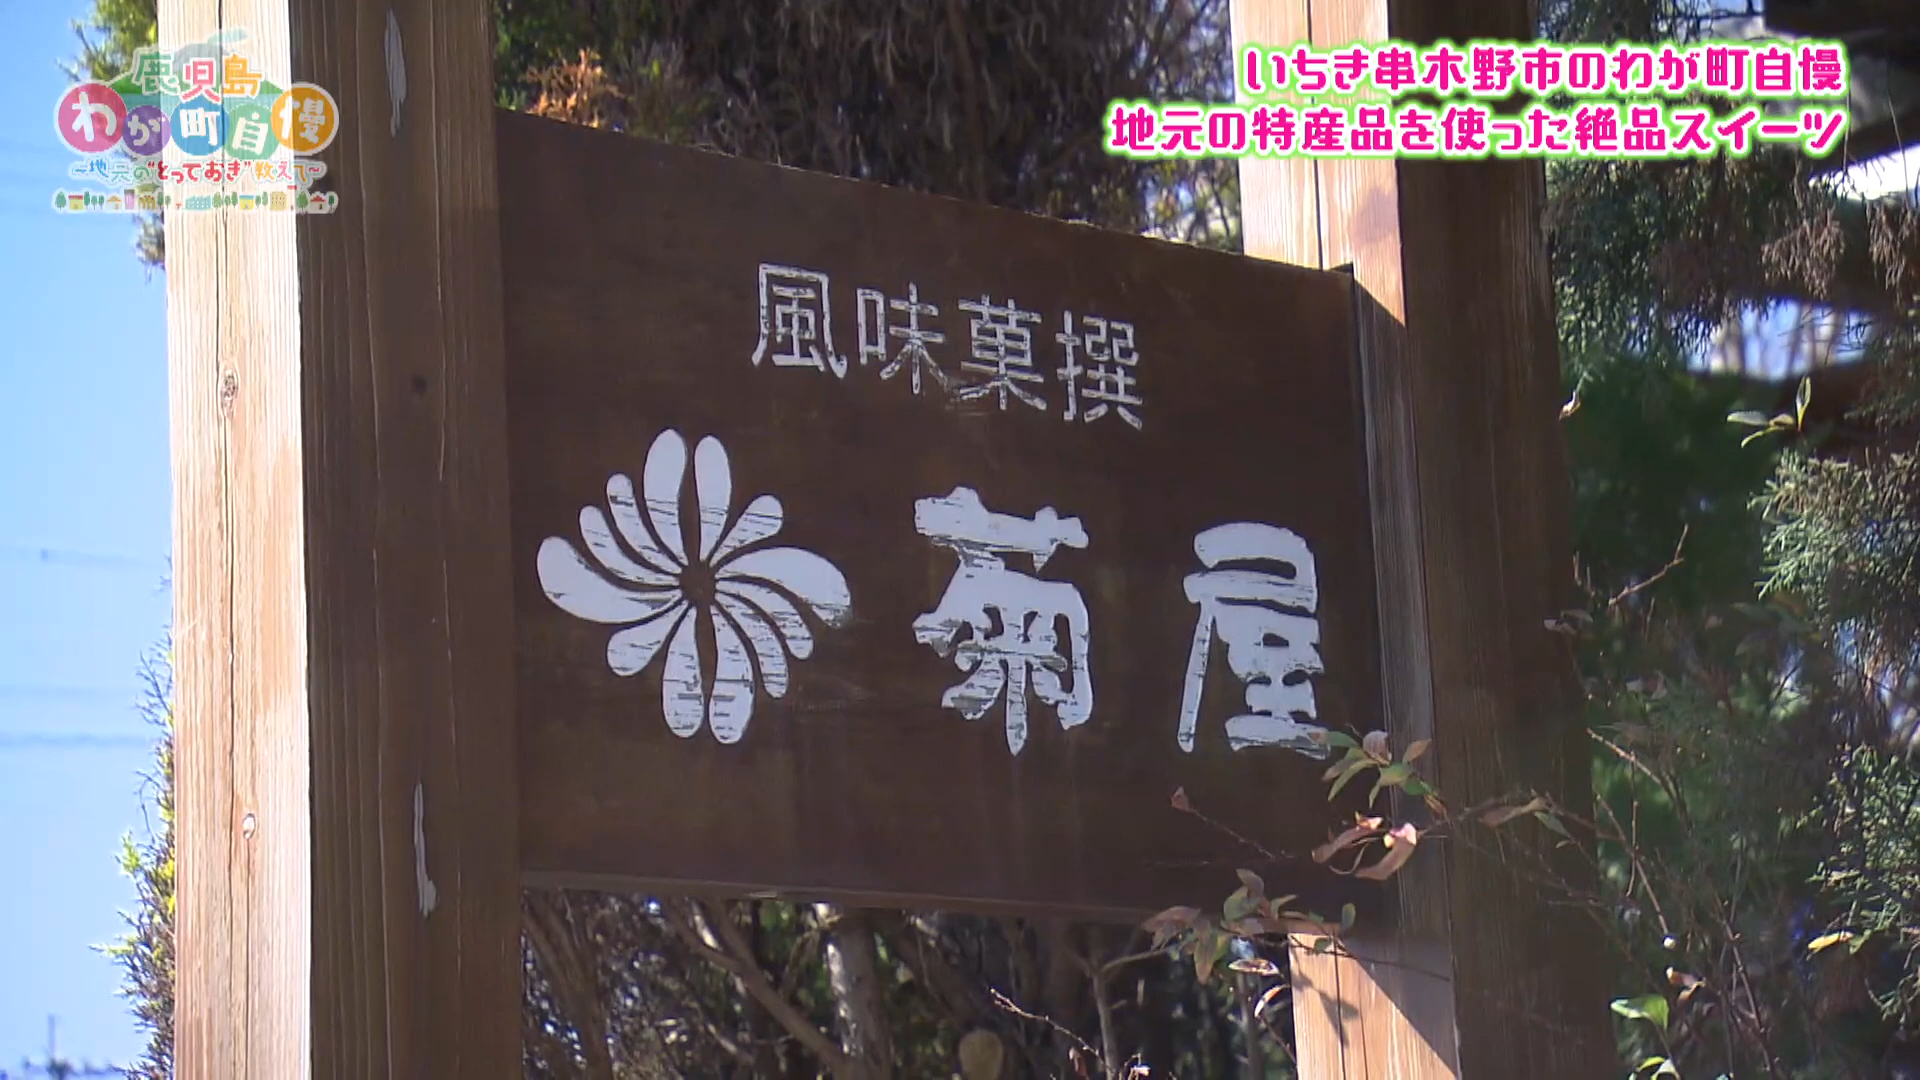 鹿児島
わが町自慢
~地元の"とっておき"教えて~
いちき串木野市のわが町自慢
地元の特産品を使った絶品スイーツ
風味菓撰
菊屋